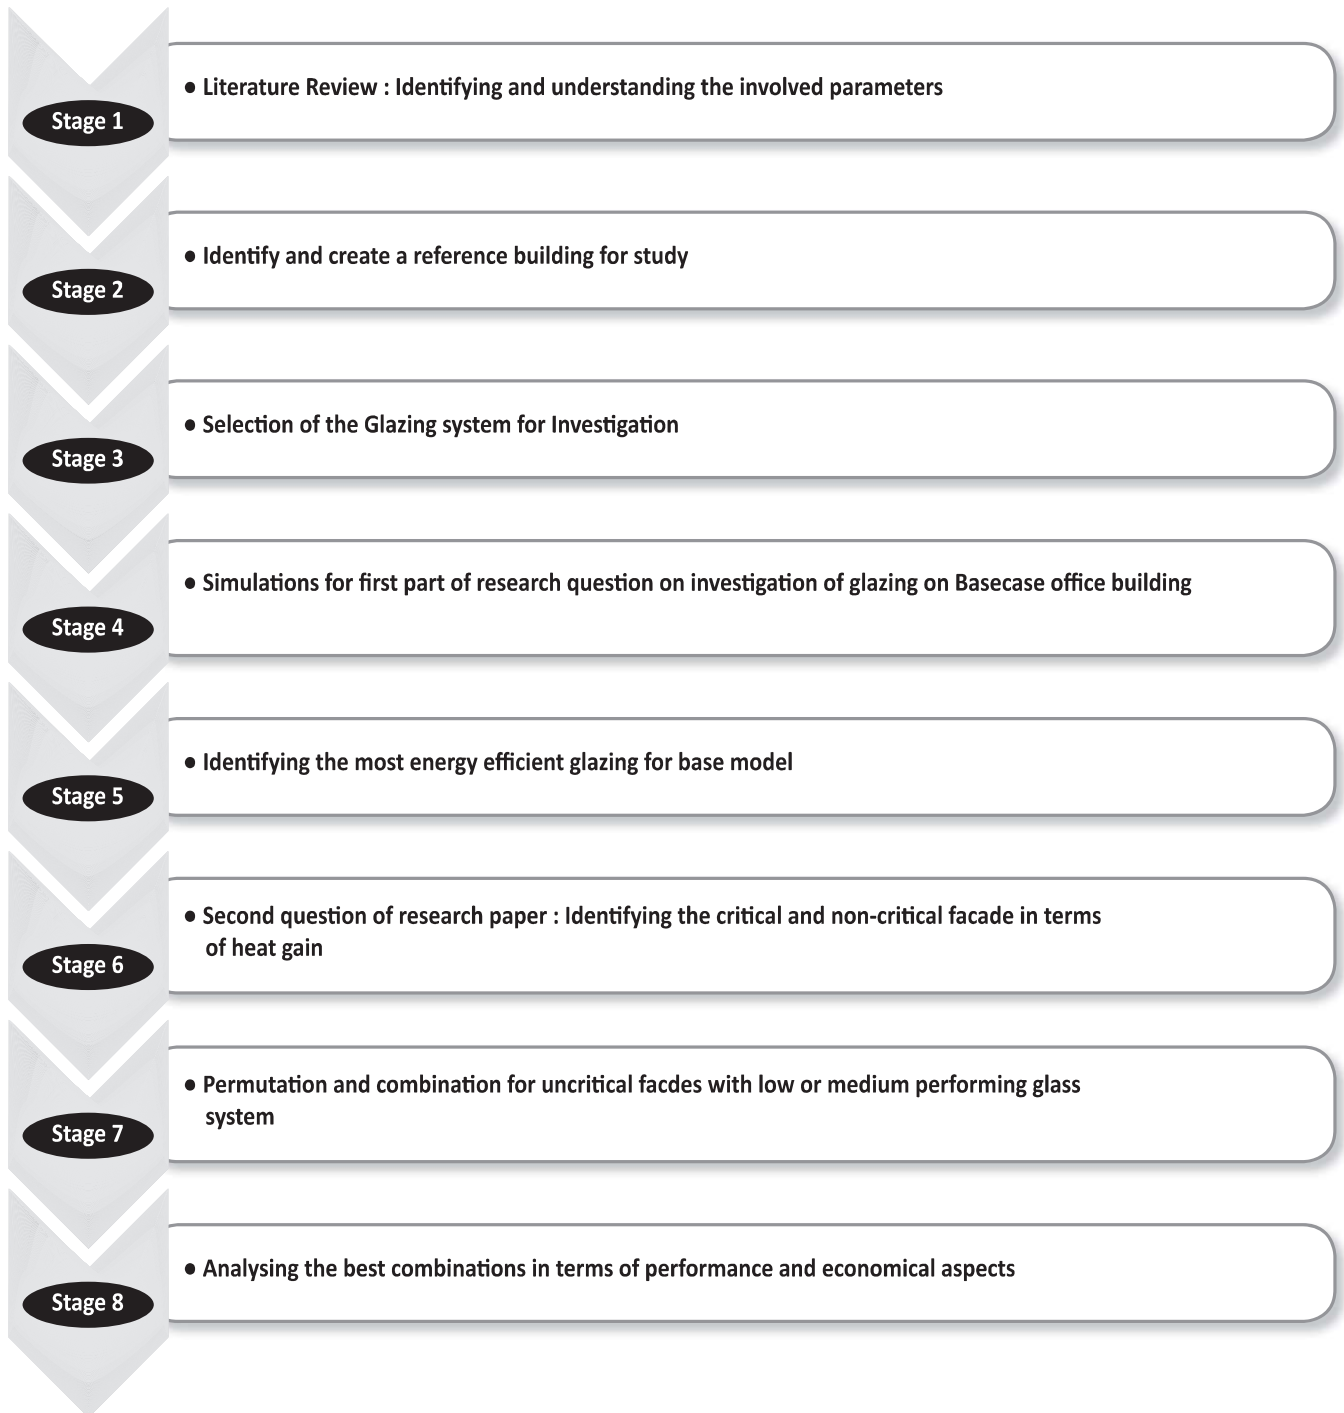 Stage 1
● Literature Review : Identifying and understanding the involved parameters
Stage 2
● Identify and create a reference building for study
Stage 3
● Selection of the Glazing system for Investigation
Stage 4
● Simulations for first part of research question on investigation of glazing on Basecase office building
Stage 5
● Identifying the most energy efficient glazing for base model
Stage 6
● Second question of research paper : Identifying the critical and non-critical facade in terms
of heat gain
Stage 7
● Permutation and combination for uncritical facdes with low or medium performing glass
system
Stage 8
● Analysing the best combinations in terms of performance and economical aspects